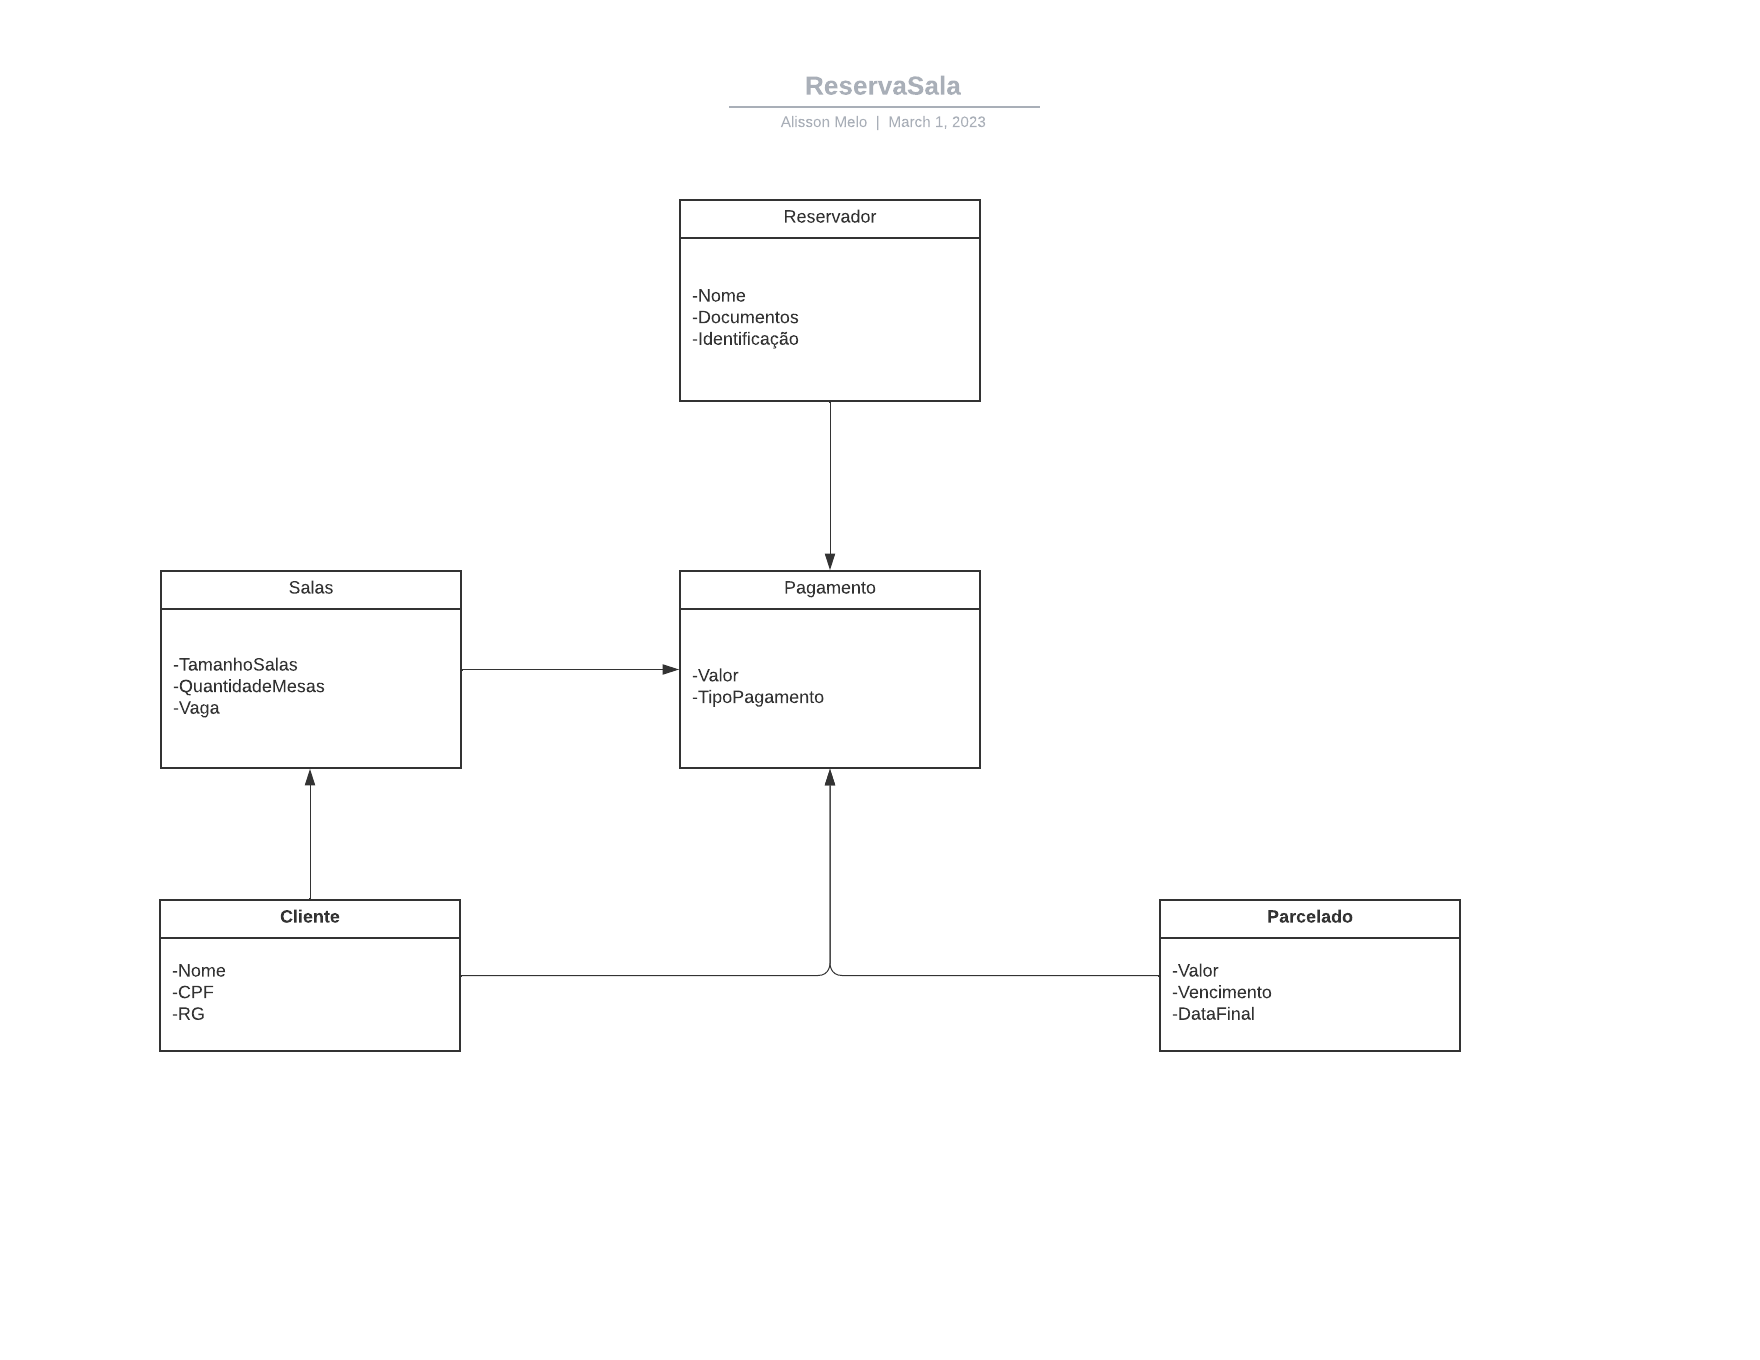 ReservaSala
Alisson Melo | March 1, 2023
Reservador
-Nome
-Documentos
-Identificação
Salas
-TamanhoSalas
-QuantidadeMesas
-Vaga
Pagamento
-Valor
-TipoPagamento
Cliente
-Nome
-CPF
-RG
Parcelado
-Valor
-Vencimento
-DataFinal